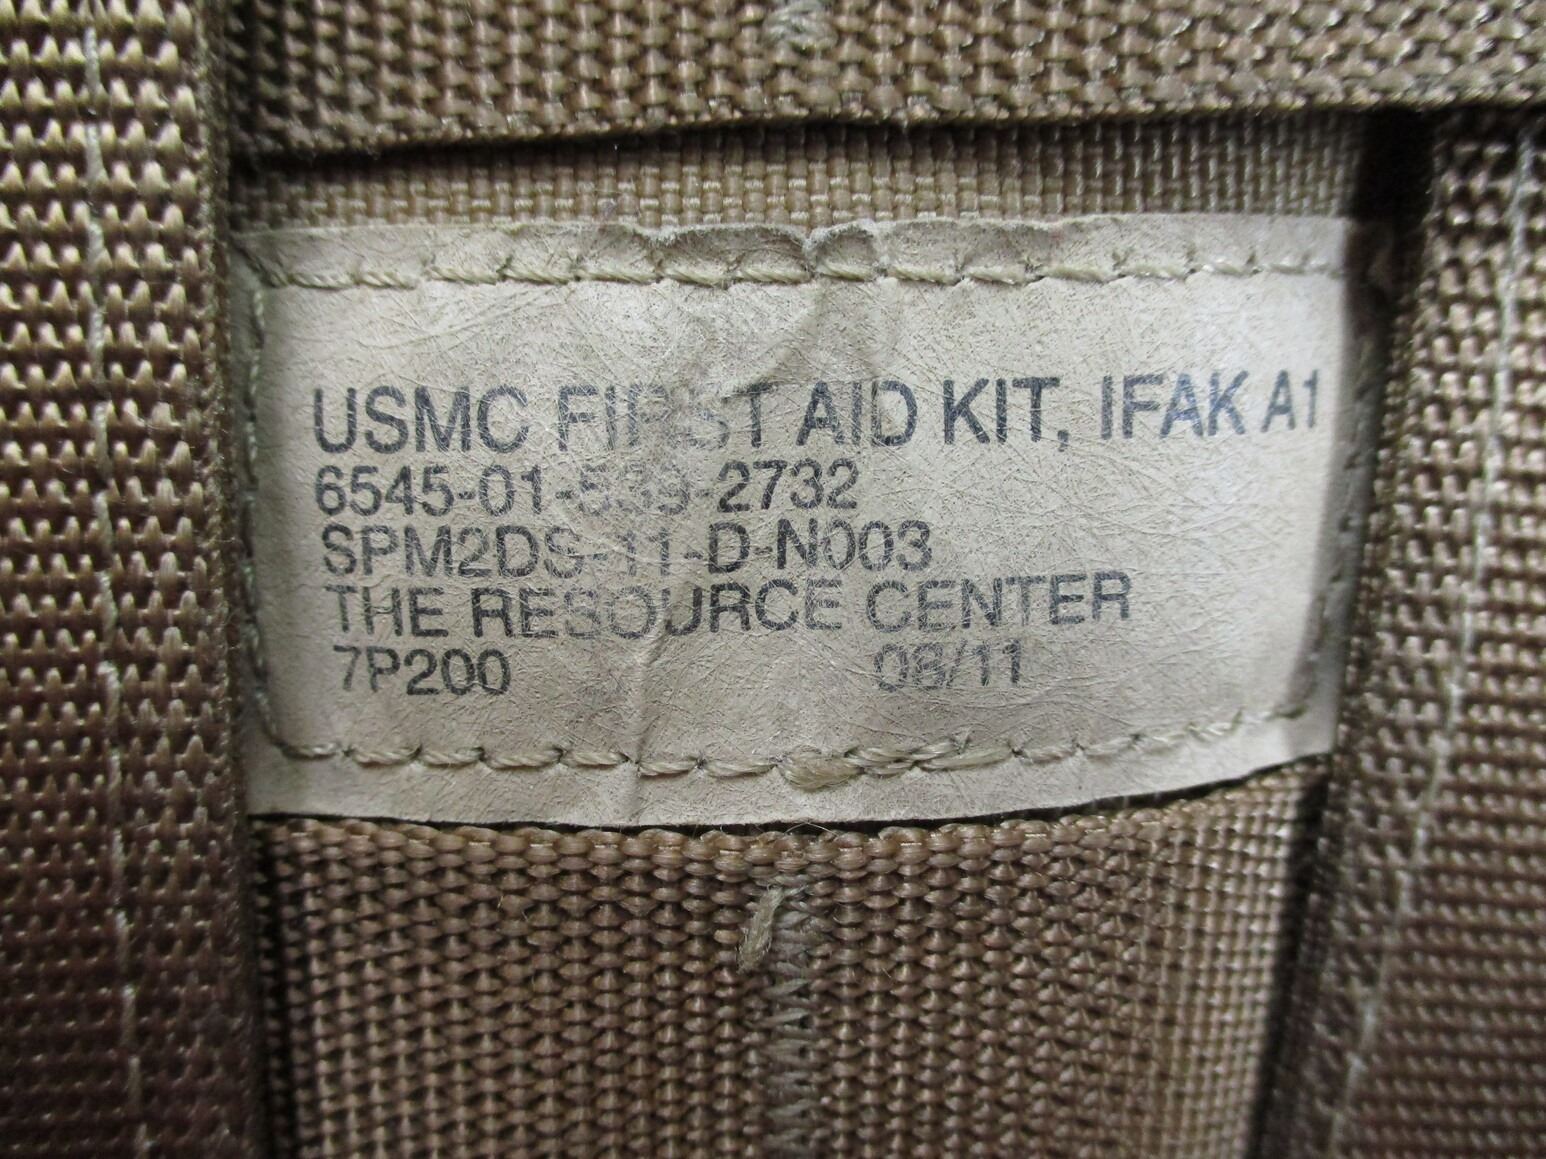 USMC FIRST AID KIT, IFAK A1
6545-01-539-2732
SPM2DS-11-D-N003
THE RESOURCE CENTER
7P200 08/11